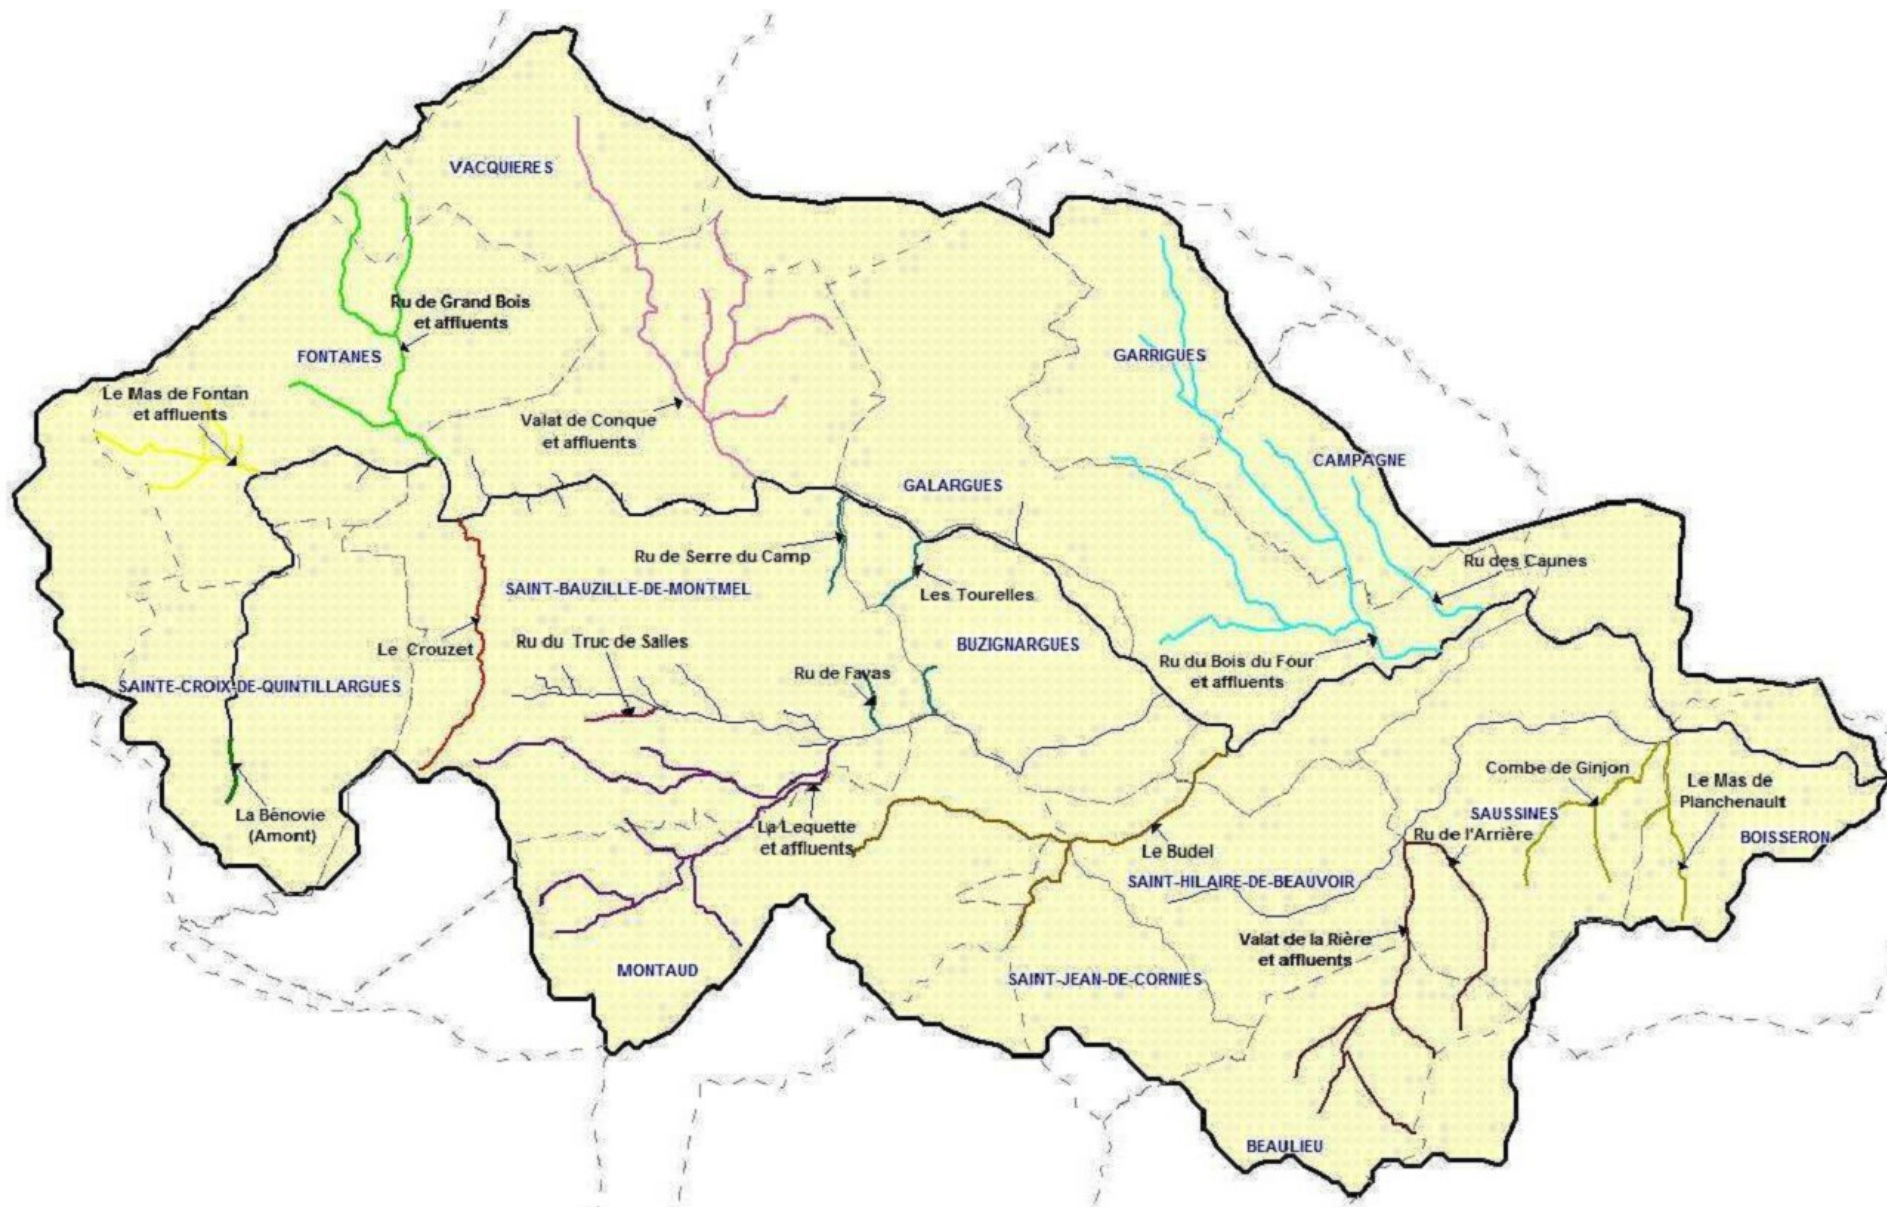 VACQUIERES
Ru de Grand Bois
et affluents
FONTANES
GARRIGUES
Le Mas de Fontan
et affluents
Valat de Conque
et affluents
CAMPAGNE
GALARGUES
Ru de Serre du Camp
Ru des Caunes
SAINT-BAUZILLE-DE-MONTMEL
Les Tourelles
Le Crouzet
Ru du Truc de Salles
BUZIGNARGUES
Ru de Favas
Ru du Bois du Four
et affluents
SAINTE-CROIX-DE-QUINTILLARGUES
Combe de Ginjon
Le Mas de
Planchenault
La Bénovie
(Amont)
SAUSSINES
La Lequette
et affluents
Ru de l'Arrière
BOISSERON
Le Budel
SAINT-HILAIRE-DE-BEAUVOIR
Valat de la Rière
et affluents
MONTAUD
SAINT-JEAN-DE-CORNIES
BEAULIEU